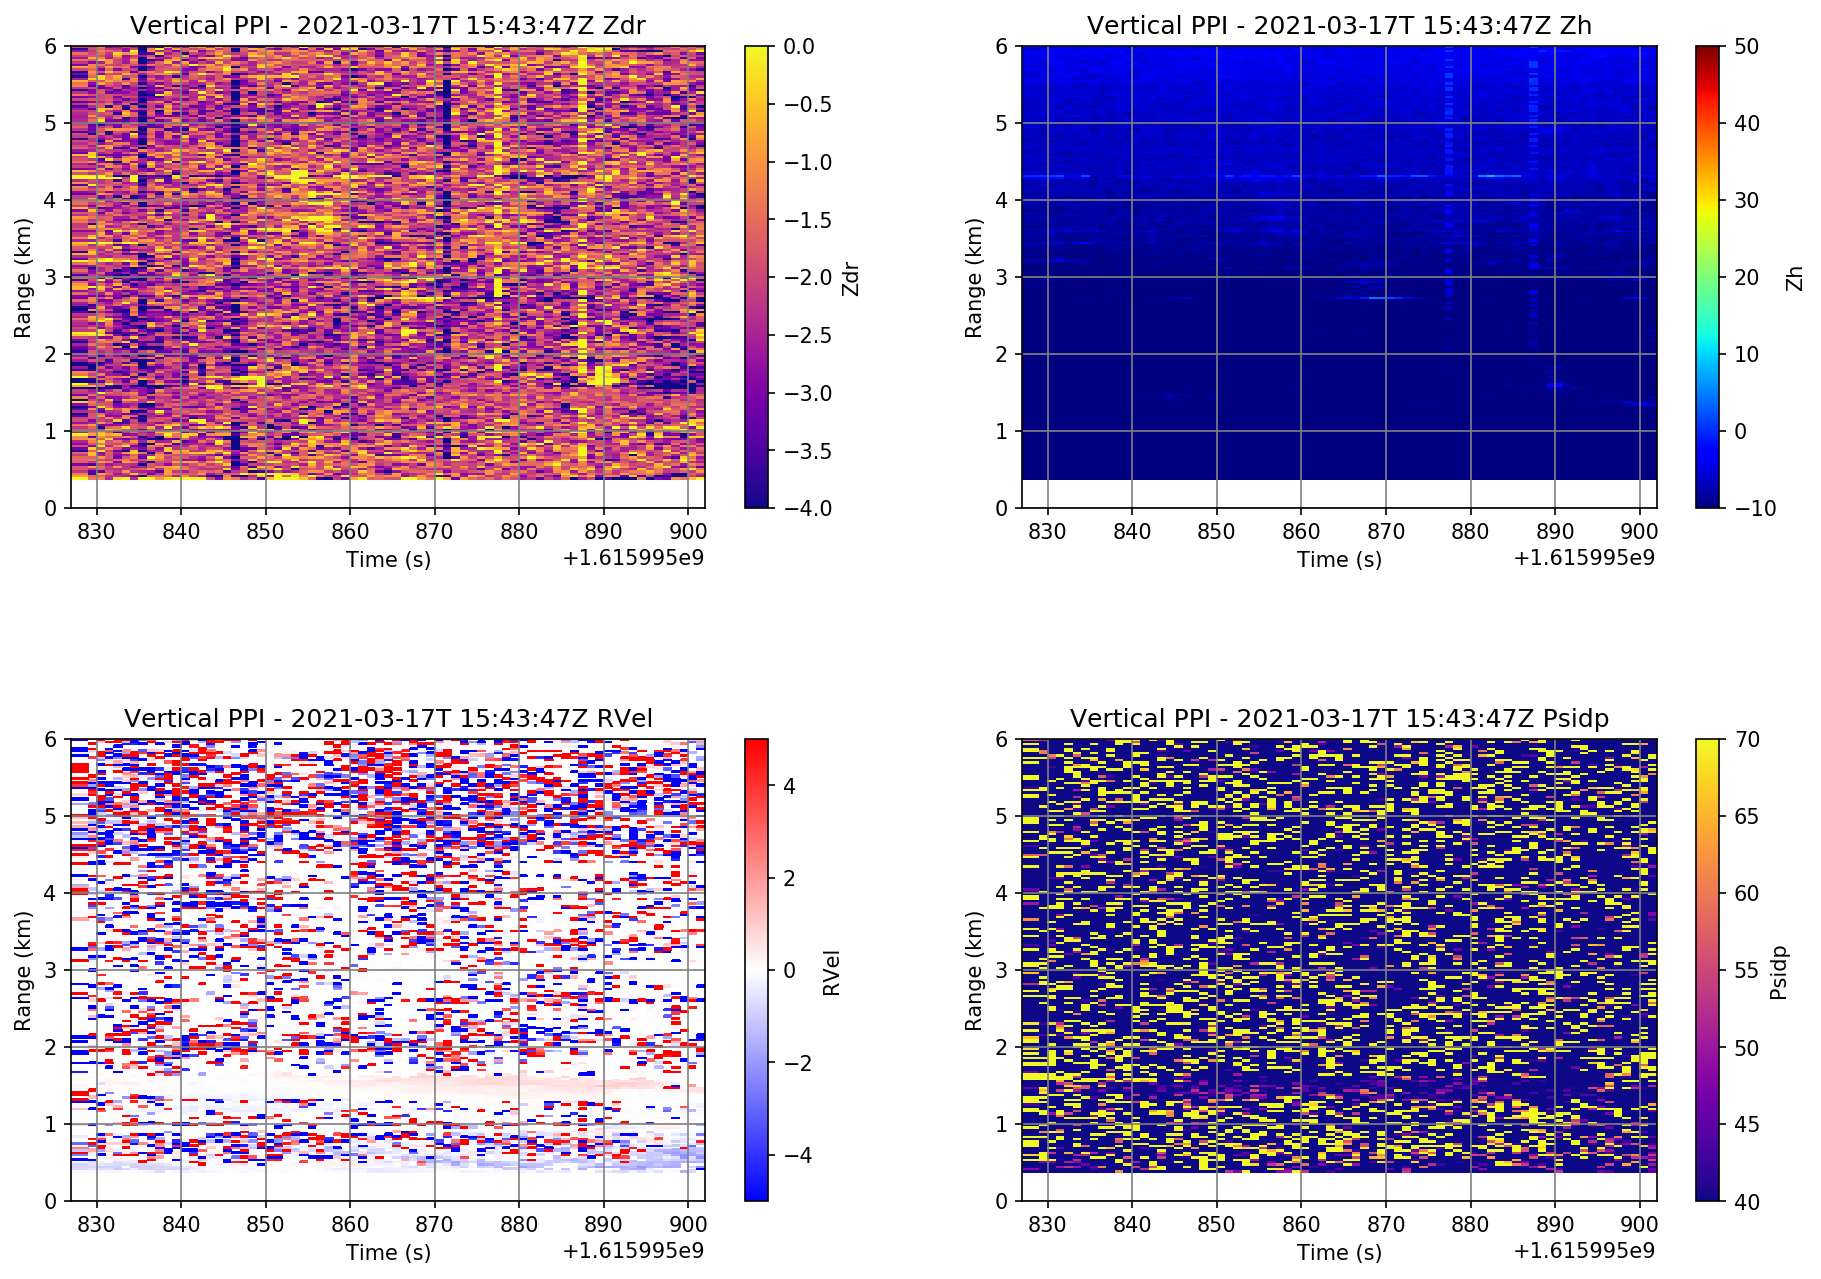 Vertical PPI - 2021-03-17T 15:43:47Z Zdr
6
5
4
3
2
1
0
Range (km)
830 840 850 860 870 880 890 900
Time (s)
+1.615995e9
0.0
−0.5
−1.0
−1.5
−2.0
−2.5
−3.0
−3.5
−4.0
Zdr
Vertical PPI - 2021-03-17T 15:43:47Z Zh
6
5
4
3
2
1
0
Range (km)
830 840 850 860 870 880 890 900
Time (s)
+1.615995e9
50
40
30
20
10
0
−10
Zh
Vertical PPI - 2021-03-17T 15:43:47Z RVel
6
5
4
3
2
1
0
Range (km)
830 840 850 860 870 880 890 900
Time (s)
+1.615995e9
4
2
0
−2
−4
RVel
Vertical PPI - 2021-03-17T 15:43:47Z Psidp
6
5
4
3
2
1
0
Range (km)
830 840 850 860 870 880 890 900
Time (s)
+1.615995e9
70
65
60
55
50
45
40
Psidp